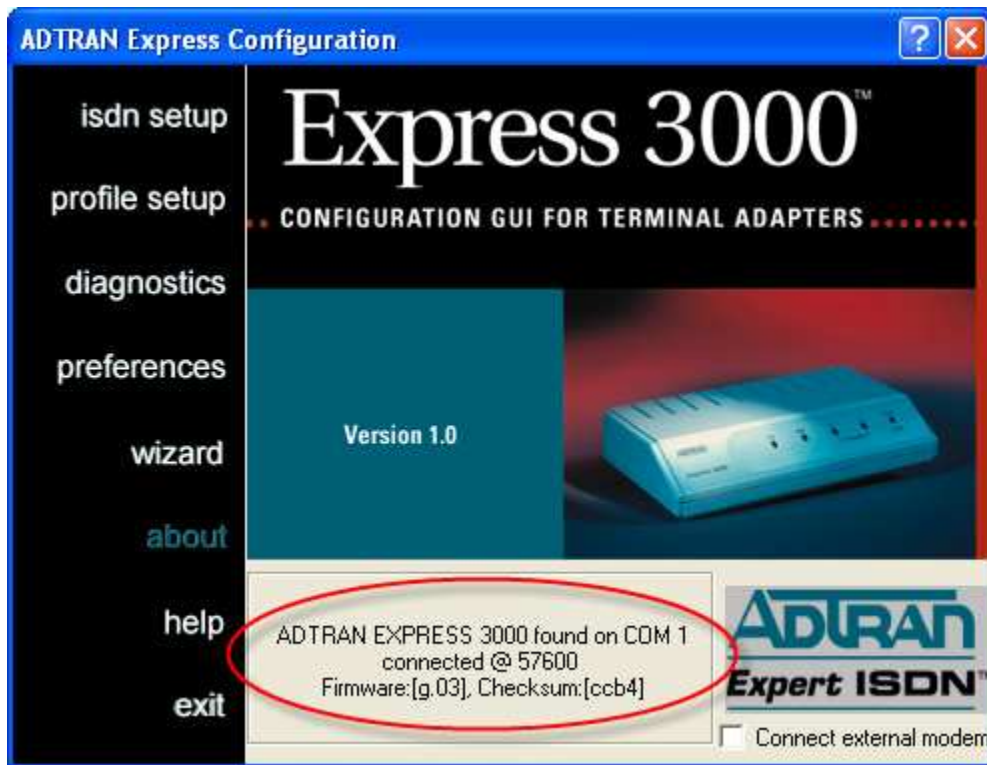 ADTRAN Express Configuration
isdn setup
profile setup
diagnostics
preferences
wizard
about
help
exit
Express 3000™
CONFIGURATION GUI FOR TERMINAL ADAPTERS
Version 1.0
ADTRAN EXPRESS 3000 found on COM 1
connected @ 57600
Firmware:[g.03], Checksum:[ccb4]
ADTRAN
Expert ISDN™
Connect external modem